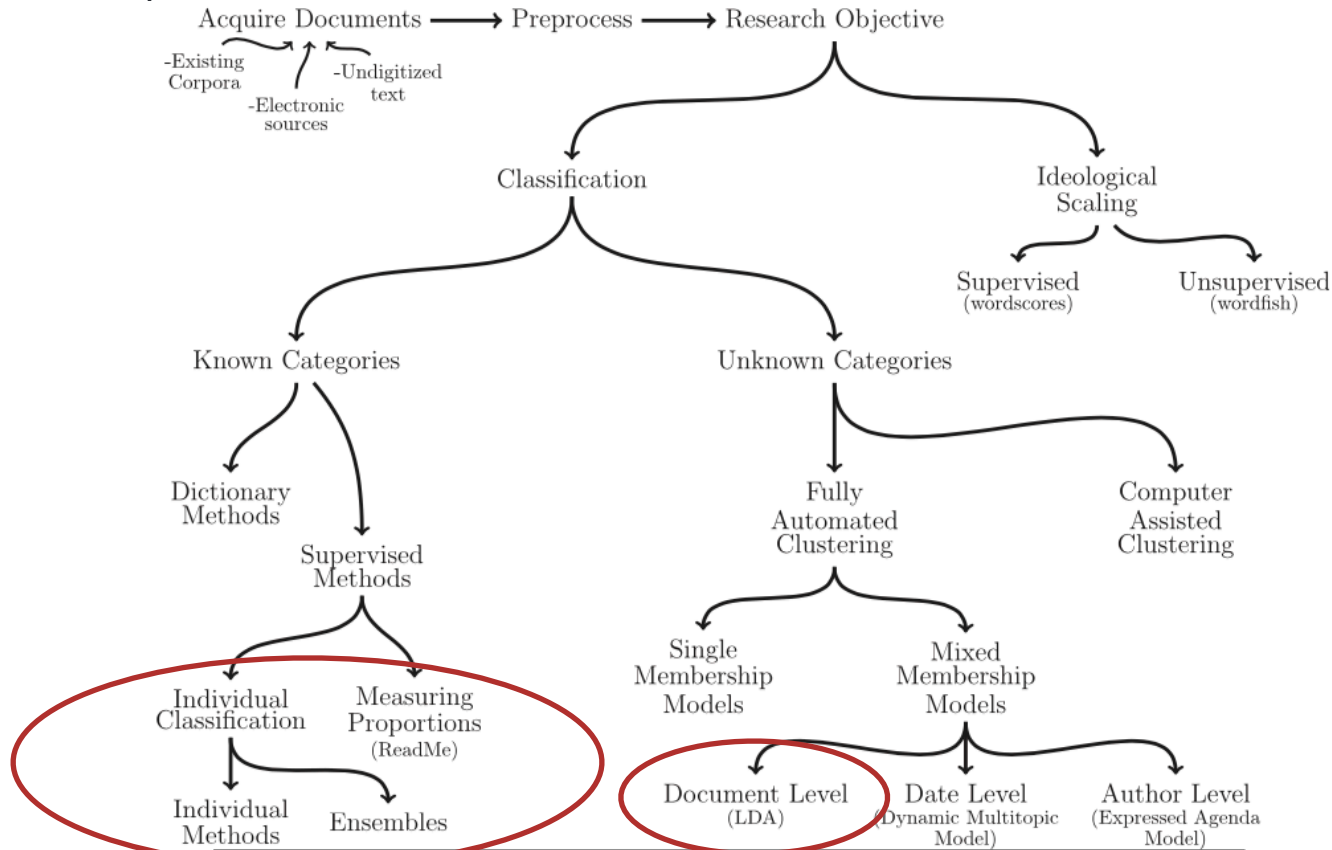 Acquire Documents
Preprocess
Research Objective
-Existing
Corpora
-Electronic
sources
-Undigitized
text
Classification
Ideological
Scaling
Supervised
(wordscores)
Unsupervised
(wordfish)
Known Categories
Unknown Categories
Dictionary
Methods
Supervised
Methods
Fully
Automated
Clustering
Computer
Assisted
Clustering
Individual
Classification
Measuring
Proportions
(ReadMe)
Individual
Methods
Ensembles
Single
Membership
Models
Mixed
Membership
Models
Document Level
(LDA)
Date Level
(Dynamic Multitopic
Model)
Author Level
(Expressed Agenda
Model)